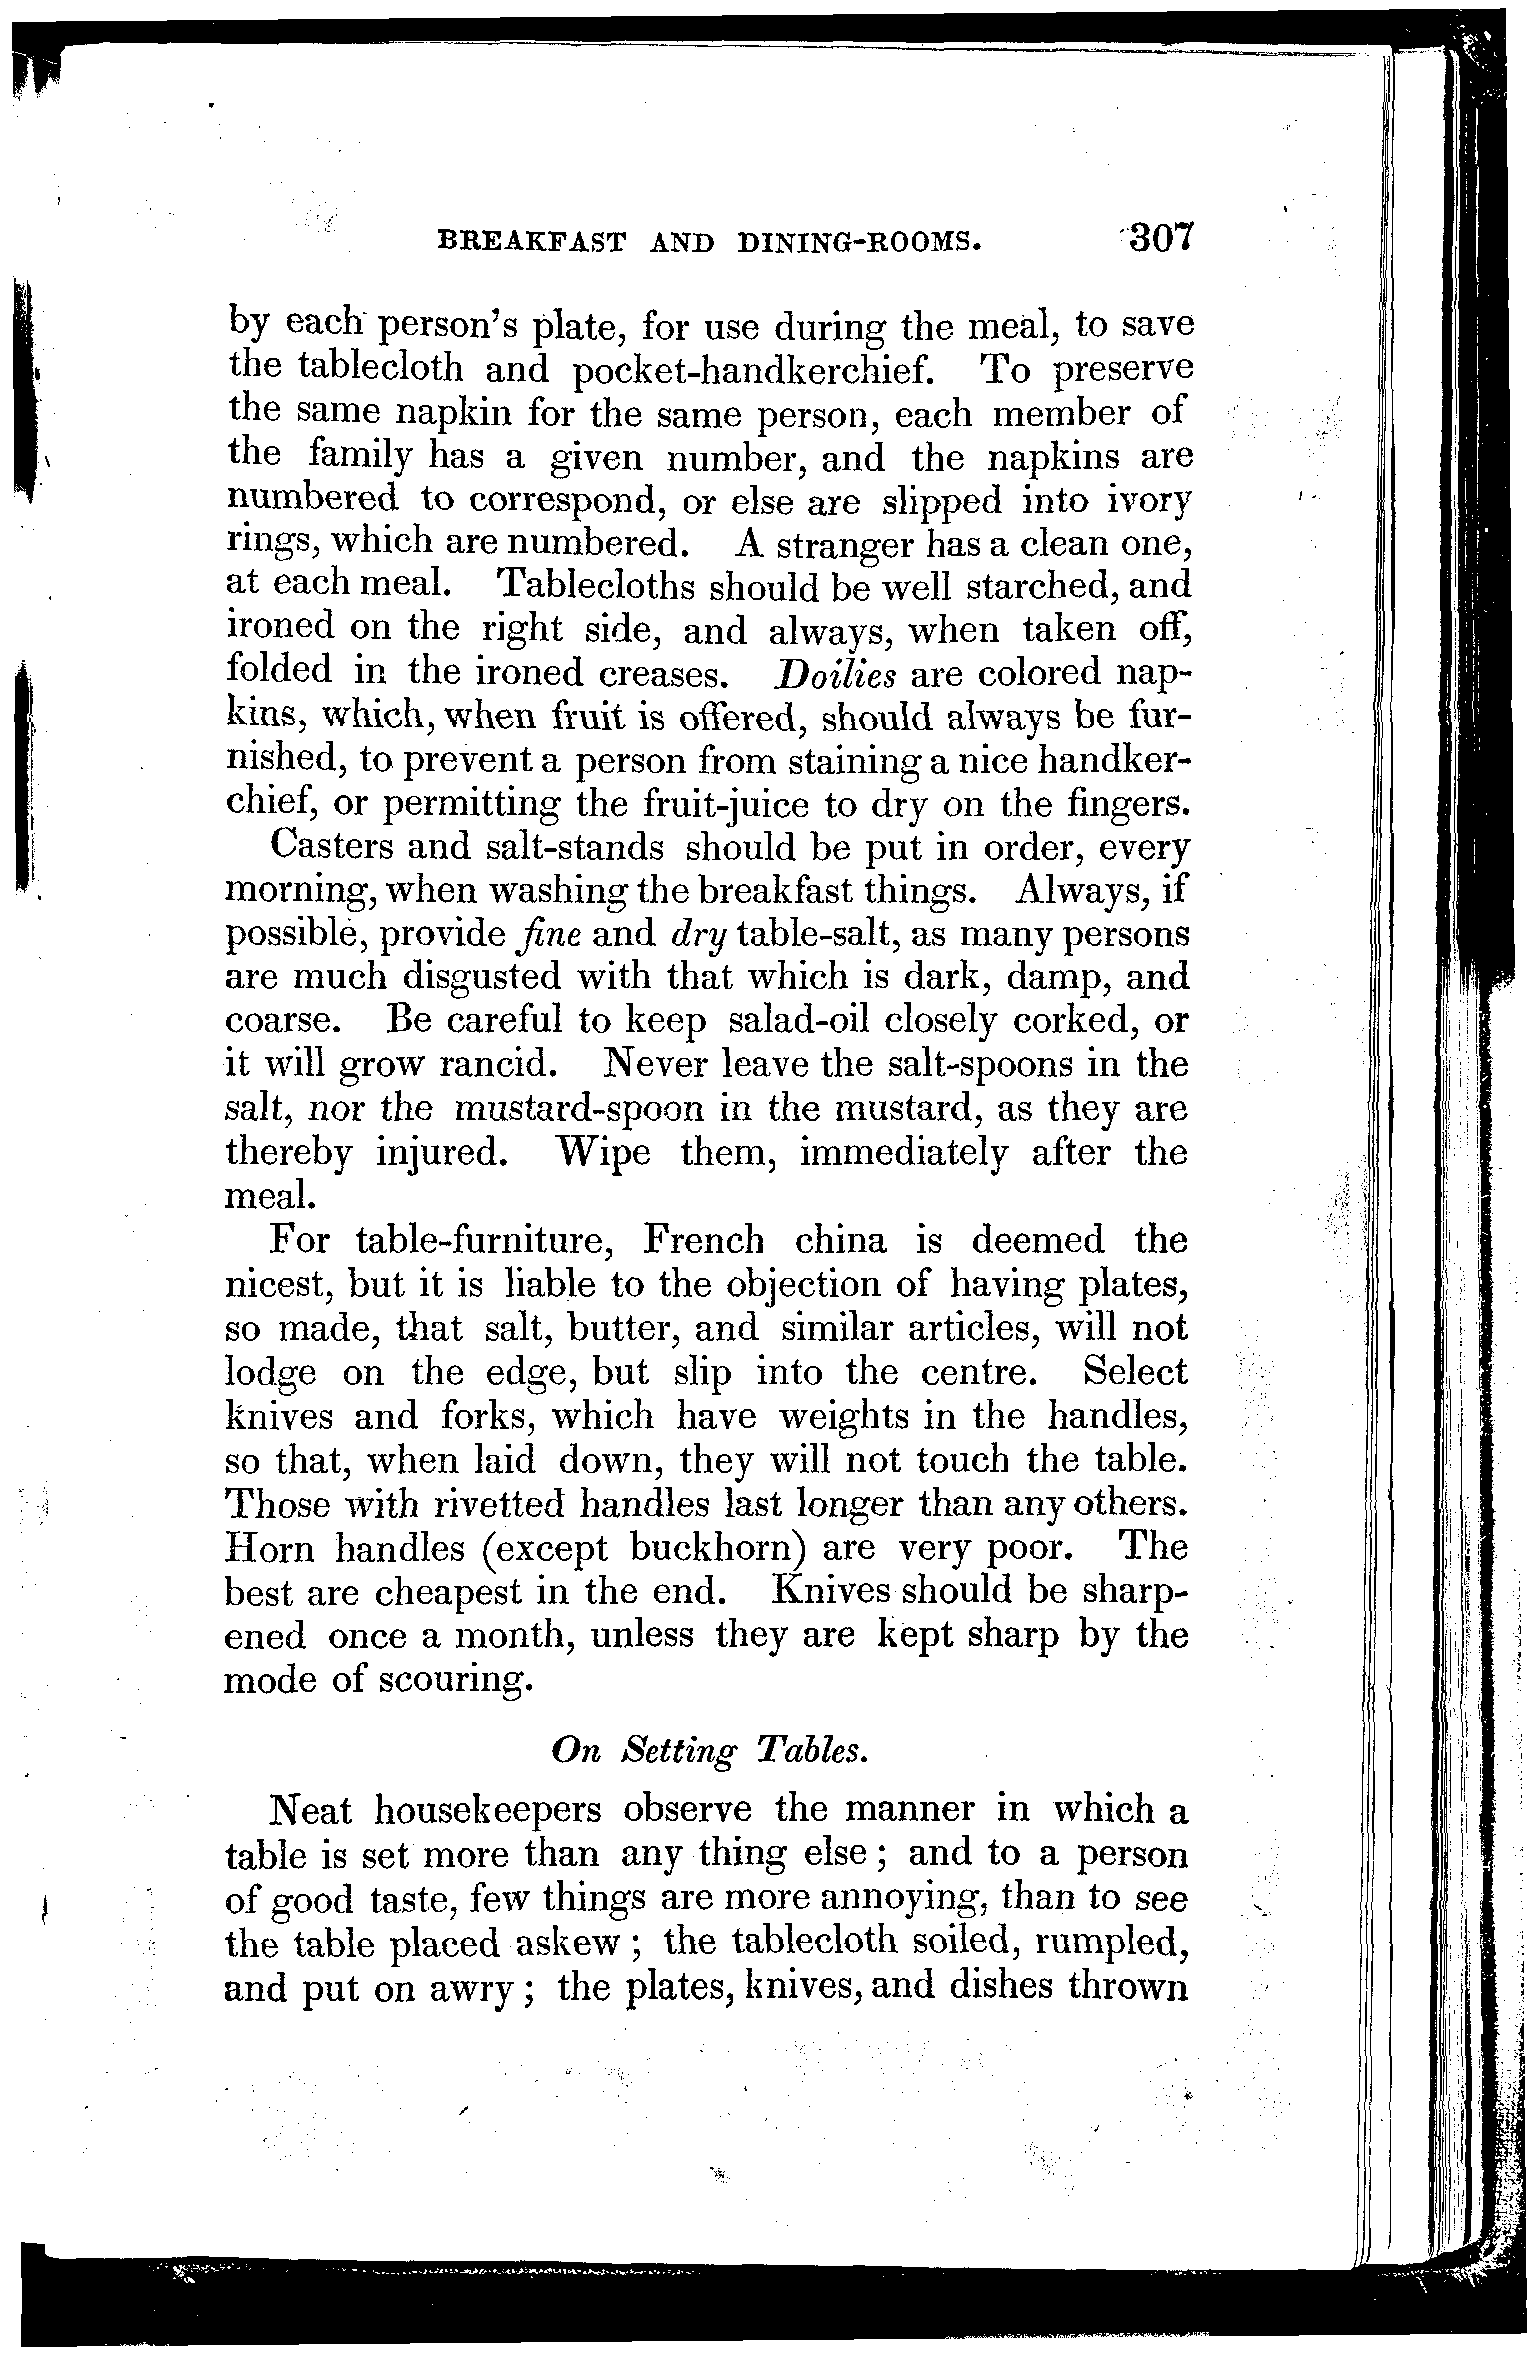 BREAKFAST AND DINING-ROOMS. 307
by each person's plate, for use during the meal, to save
the tablecloth and pocket-handkerchief. To preserve
the same napkin for the same person, each member of
the family has a given number, and the napkins are
numbered to correspond, or else are slipped into ivory
rings, which are numbered. A stranger has a clean one,
at each meal. Tablecloths should be well starched, and
ironed on the right side, and always, when taken off,
folded in the ironed creases. Doilies are colored nap-
kins, which, when fruit is offered, should always be fur-
nished, to prevent a person from staining a nice handker-
chief, or permitting the fruit-juice to dry on the fingers.
Casters and salt-stands should be put in order, every
morning, when washing the breakfast things. Always, if
possible, provide fine and dry table-salt, as many persons
are much disgusted with that which is dark, damp, and
coarse. Be careful to keep salad-oil closely corked, or
it will grow rancid. Never leave the salt-spoons in the
salt, nor the mustard-spoon in the mustard, as they are
thereby injured. Wipe them, immediately after the
meal.
For table-furniture, French china is deemed the
nicest, but it is liable to the objection of having plates,
so made, that salt, butter, and similar articles, will not
lodge on the edge, but slip into the centre. Select
knives and forks, which have weights in the handles,
so that, when laid down, they will not touch the table.
Those with rivetted handles last longer than any others.
Horn handles (except buckhorn) are very poor. The
best are cheapest in the end. Knives should be sharp-
ened once a month, unless they are kept sharp by the
mode of scouring.
On Setting Tables.
Neat housekeepers observe the manner in which a
table is set more than any thing else; and to a person
of good taste, few things are more annoying, than to see
the table placed askew; the tablecloth soiled, rumpled,
and put on awry; the plates, knives, and dishes thrown